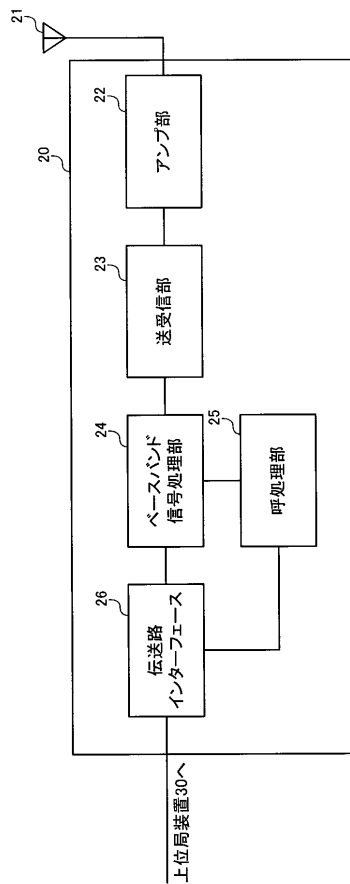 20
21
22
アンプ部
23
送受信部
24
ベースバンド
信号処理部
25
呼処理部
26
伝送路
インターフェース
上位局装置30へ